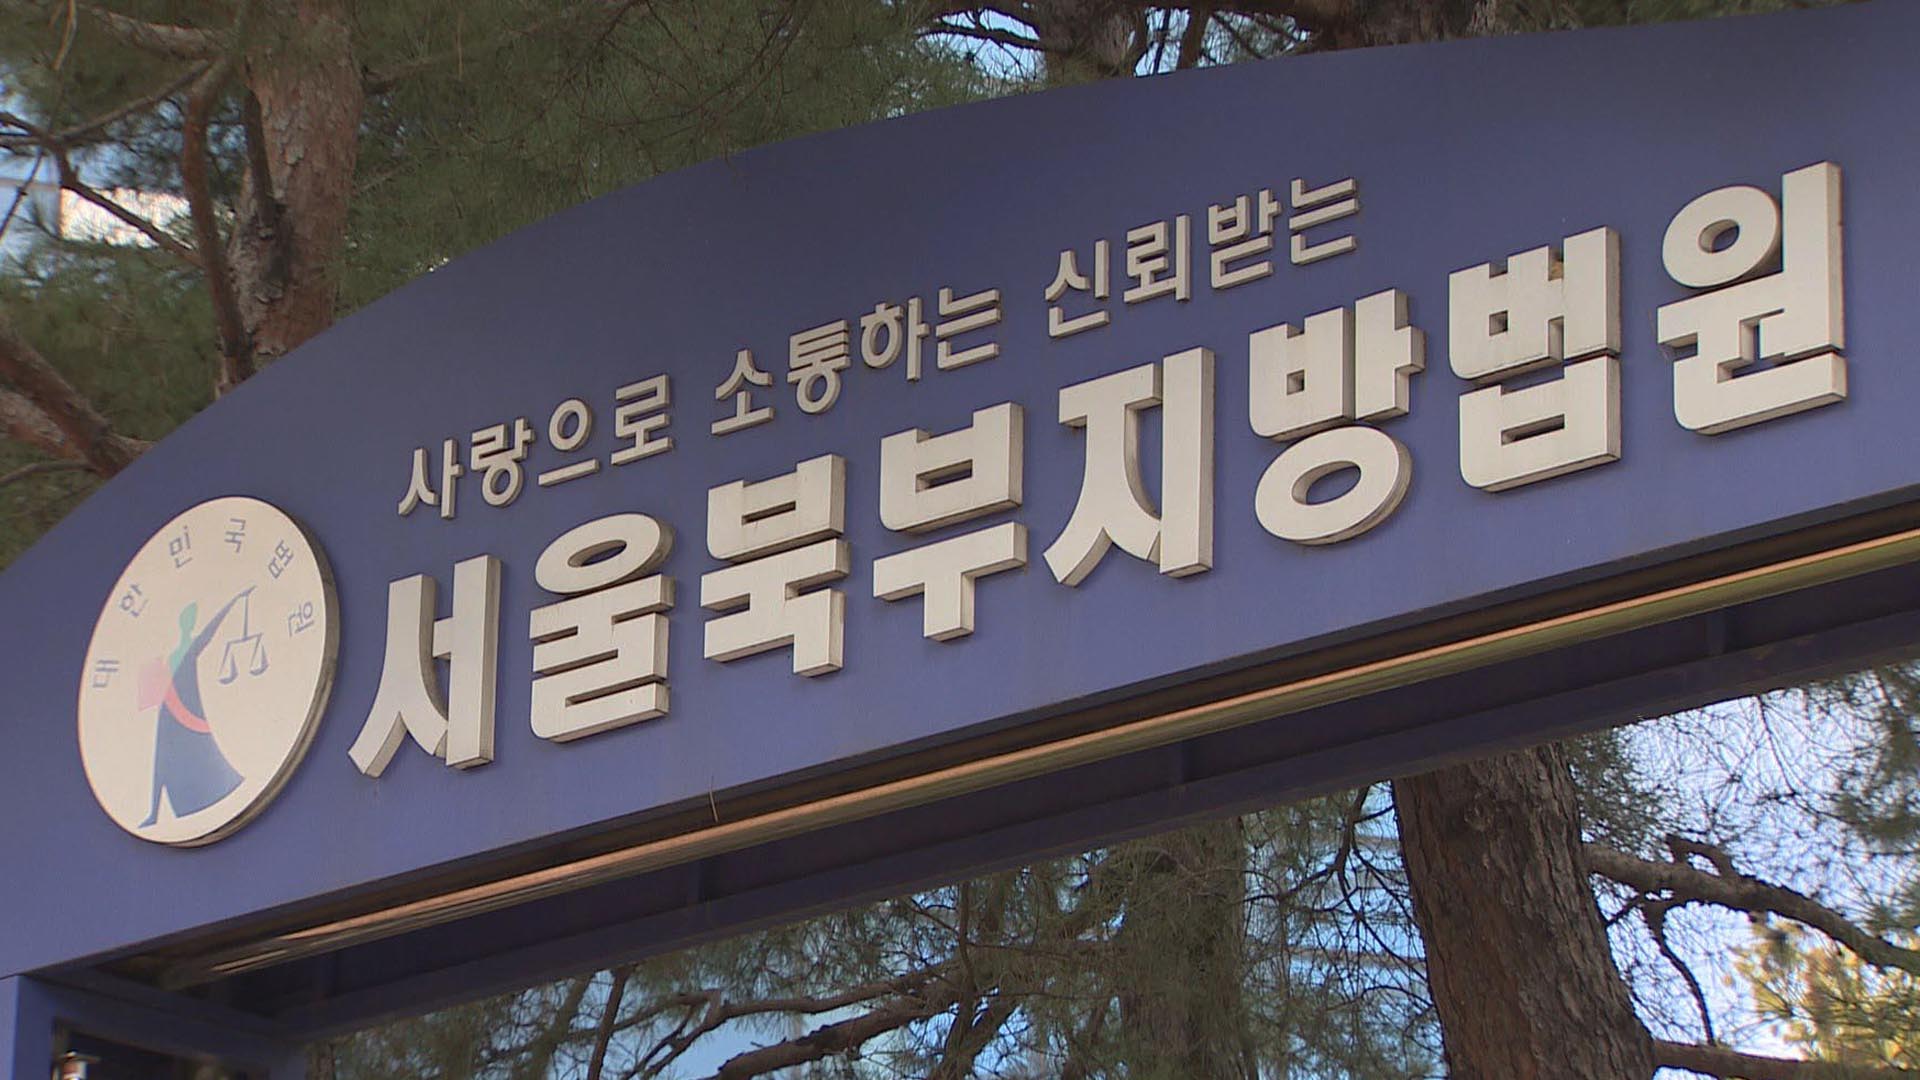 사랑으로 소통하는 신뢰받는
서울북부지방법원
대한민국법원